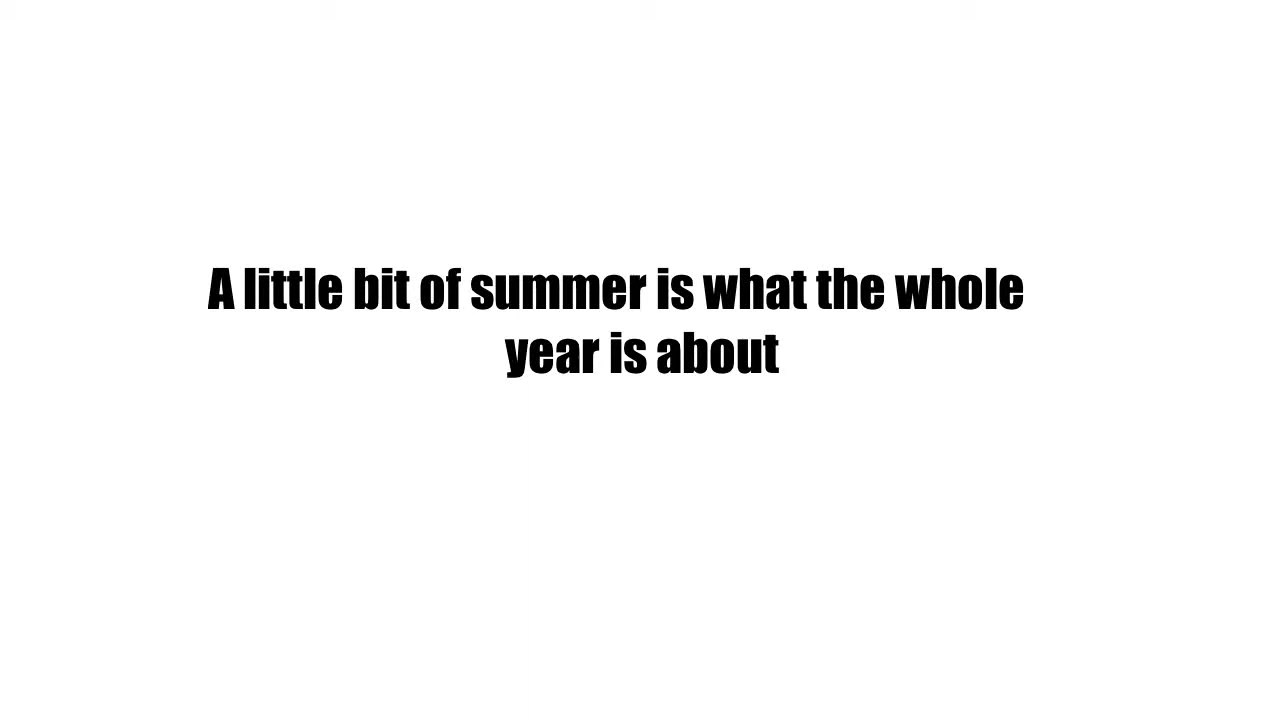 A little bit of summer is what the whole
year is about